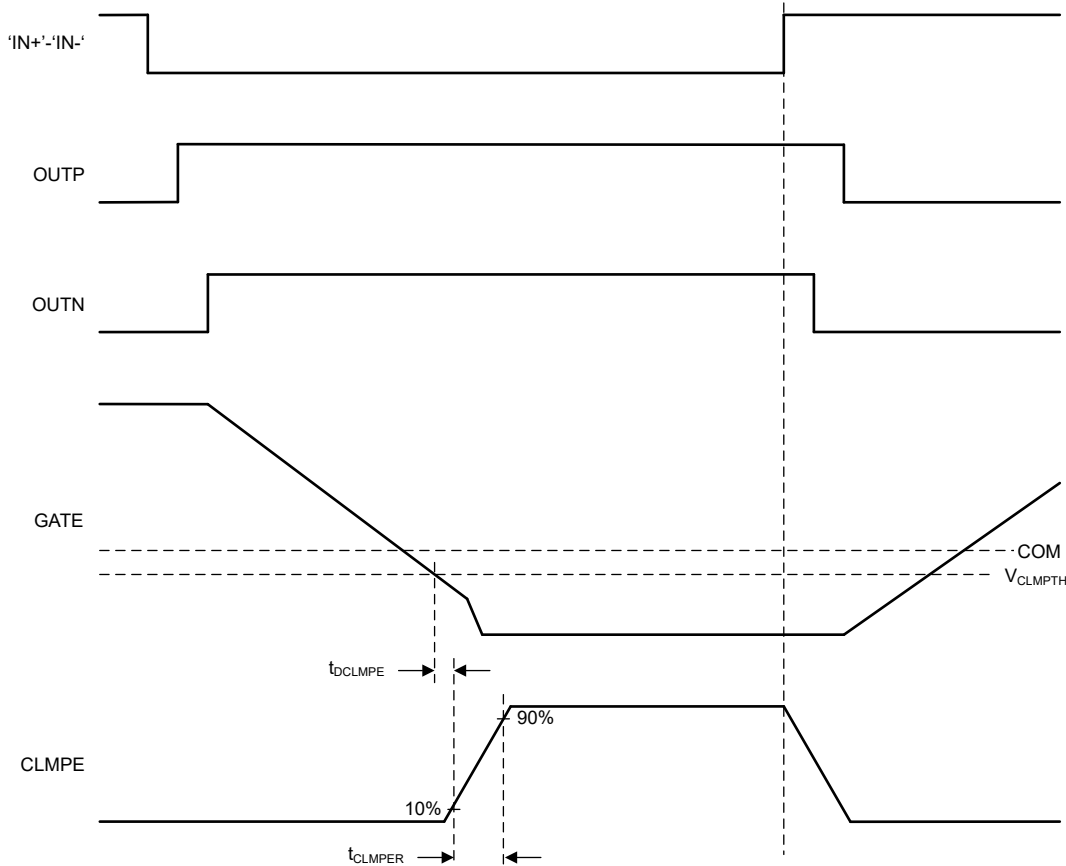 ‘IN+’-‘IN-‘
OUTP
OUTN
GATE
COM
VCLMPTH
tDCLMPE
90%
CLMPE
10%
tCLMPER